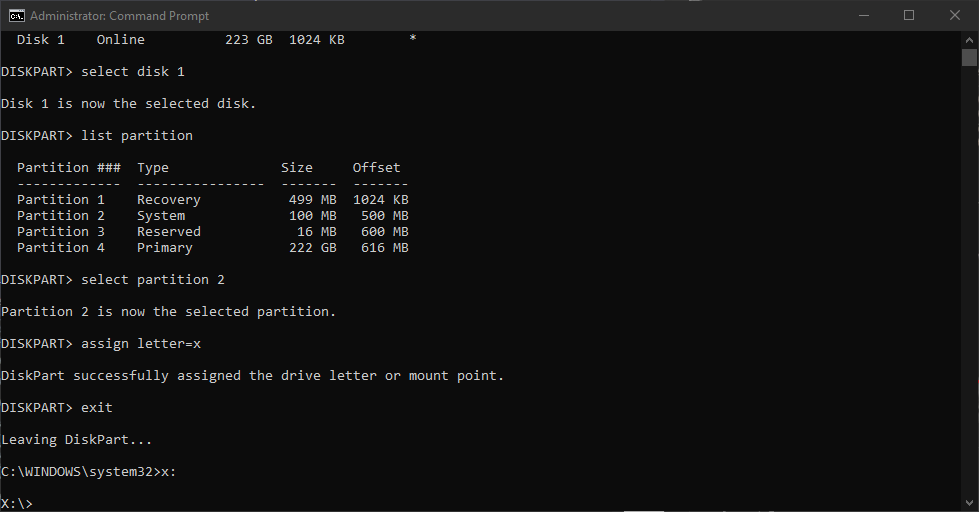 Administrator: Command Prompt
Disk 1    Online          223 GB  1024 KB        *
DISKPART> select disk 1
Disk 1 is now the selected disk.
DISKPART> list partition
Partition ###  Type              Size     Offset
-------------  ----------------  -------  -------
Partition 1    Recovery           499 MB  1024 KB
Partition 2    System             100 MB   500 MB
Partition 3    Reserved            16 MB   600 MB
Partition 4    Primary            222 GB   616 MB
DISKPART> select partition 2
Partition 2 is now the selected partition.
DISKPART> assign letter=x
DiskPart successfully assigned the drive letter or mount point.
DISKPART> exit
Leaving DiskPart...
C:\WINDOWS\system32>x:
X:\>